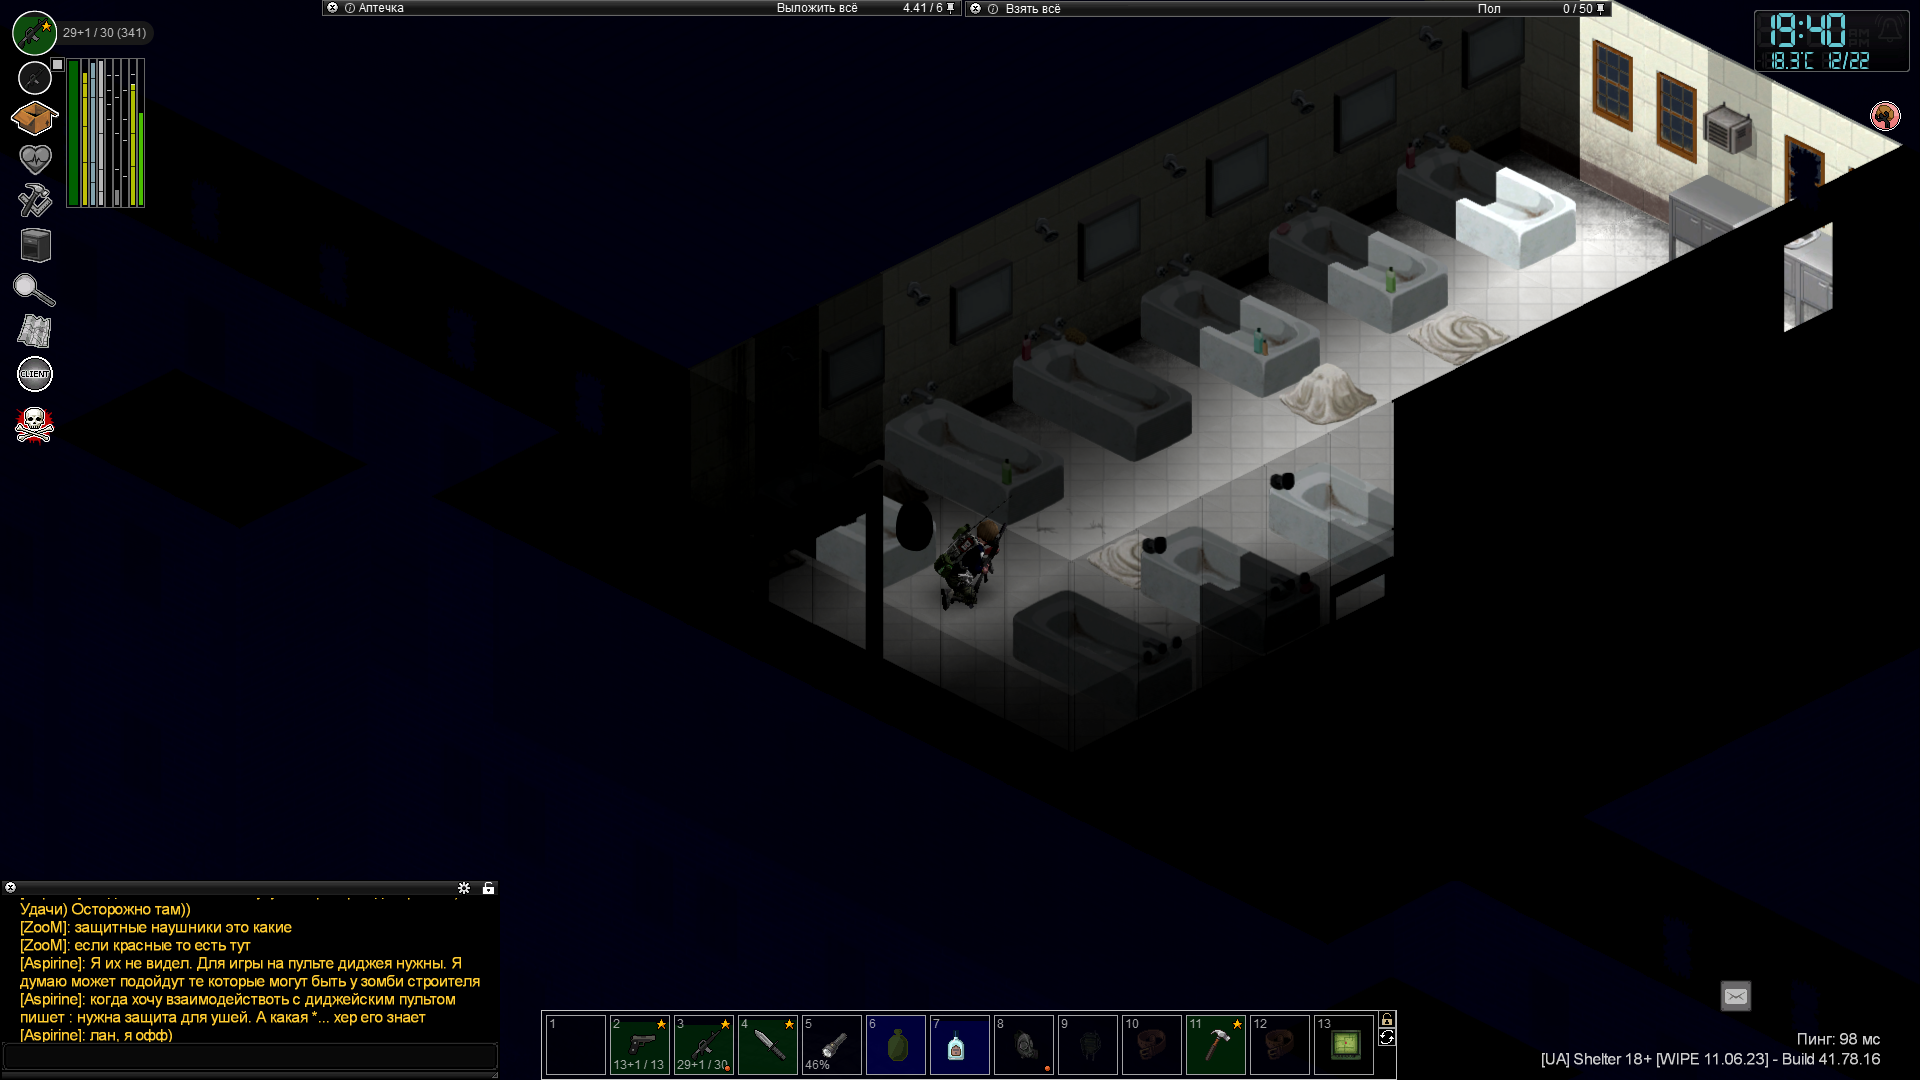 Аптечка Выложить всё 4.41 / 6
Взять всё Пол 0 / 50
29+1 / 30 (341)
19:40 AM PM
18.3°C 12/22
CLIENT
Удачи) Осторожно там))
[ZooM]: защитные наушники это какие
[ZooM]: если красные то есть тут
[Aspirine]: Я их не видел. Для игры на пульте диджея нужны. Я
думаю может подойдут те которые могут быть у зомби строителя
[Aspirine]: когда хочу взаимодействоть с диджейским пультом
пишет : нужна защита для ушей. А какая *... хер его знает
[Aspirine]: лан, я офф)
1 2 3 4 5 6 7 8 9 10 11 12 13
13+1 / 13 29+1 / 30 46%
Пинг: 98 мс
[UA] Shelter 18+ [WIPE 11.06.23] - Build 41.78.16